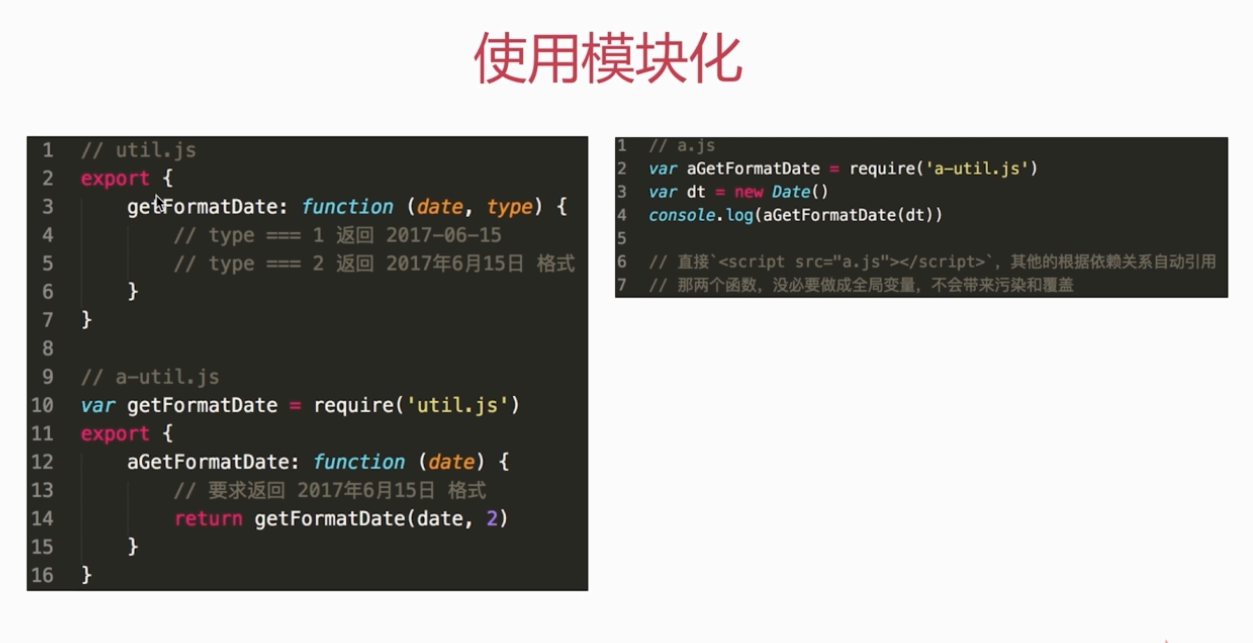 使用模块化
1 // util.js
2 export {
3     getFormatDate: function (date, type) {
4         // type === 1 返回 2017-06-15
5         // type === 2 返回 2017年6月15日 格式
6     }
7 }
8
9 // a-util.js
10 var getFormatDate = require('util.js')
11 export {
12     aGetFormatDate: function (date) {
13         // 要求返回 2017年6月15日 格式
14         return getFormatDate(date, 2)
15     }
16 }
1 // a.js
2 var aGetFormatDate = require('a-util.js')
3 var dt = new Date()
4 console.log(aGetFormatDate(dt))
5
6 // 直接`<script src="a.js"></script>`，其他的根据依赖关系自动引用
7 // 那两个函数，没必要做成全局变量，不会带来污染和覆盖